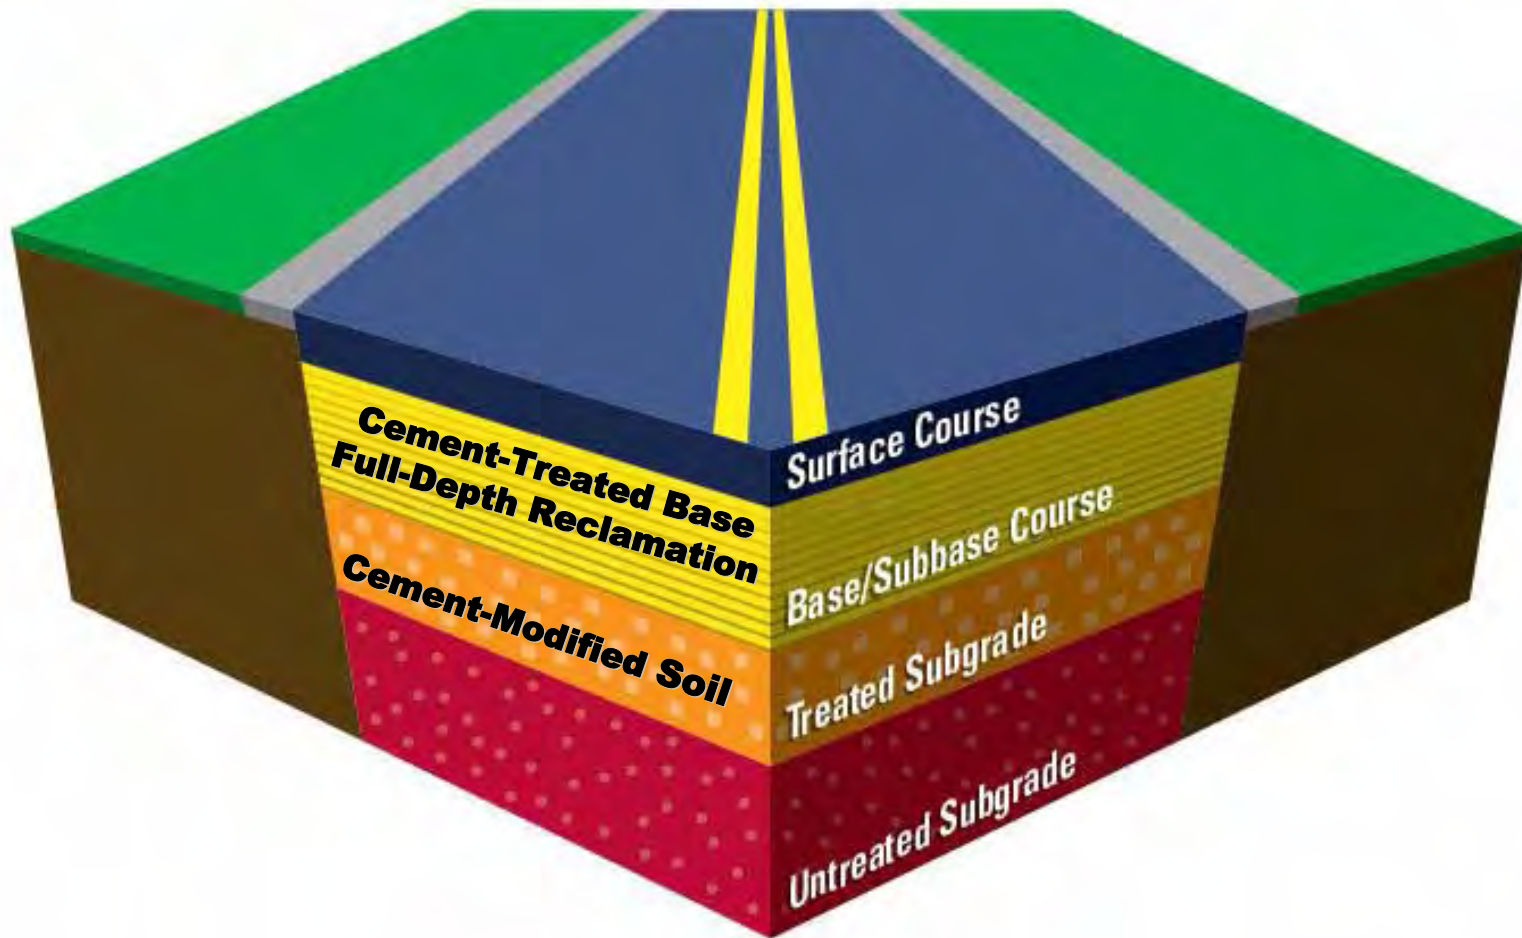 Cement-Treated Base
Full-Depth Reclamation
Cement-Modified Soil
Surface Course
Base/Subbase Course
Treated Subgrade
Untreated Subgrade